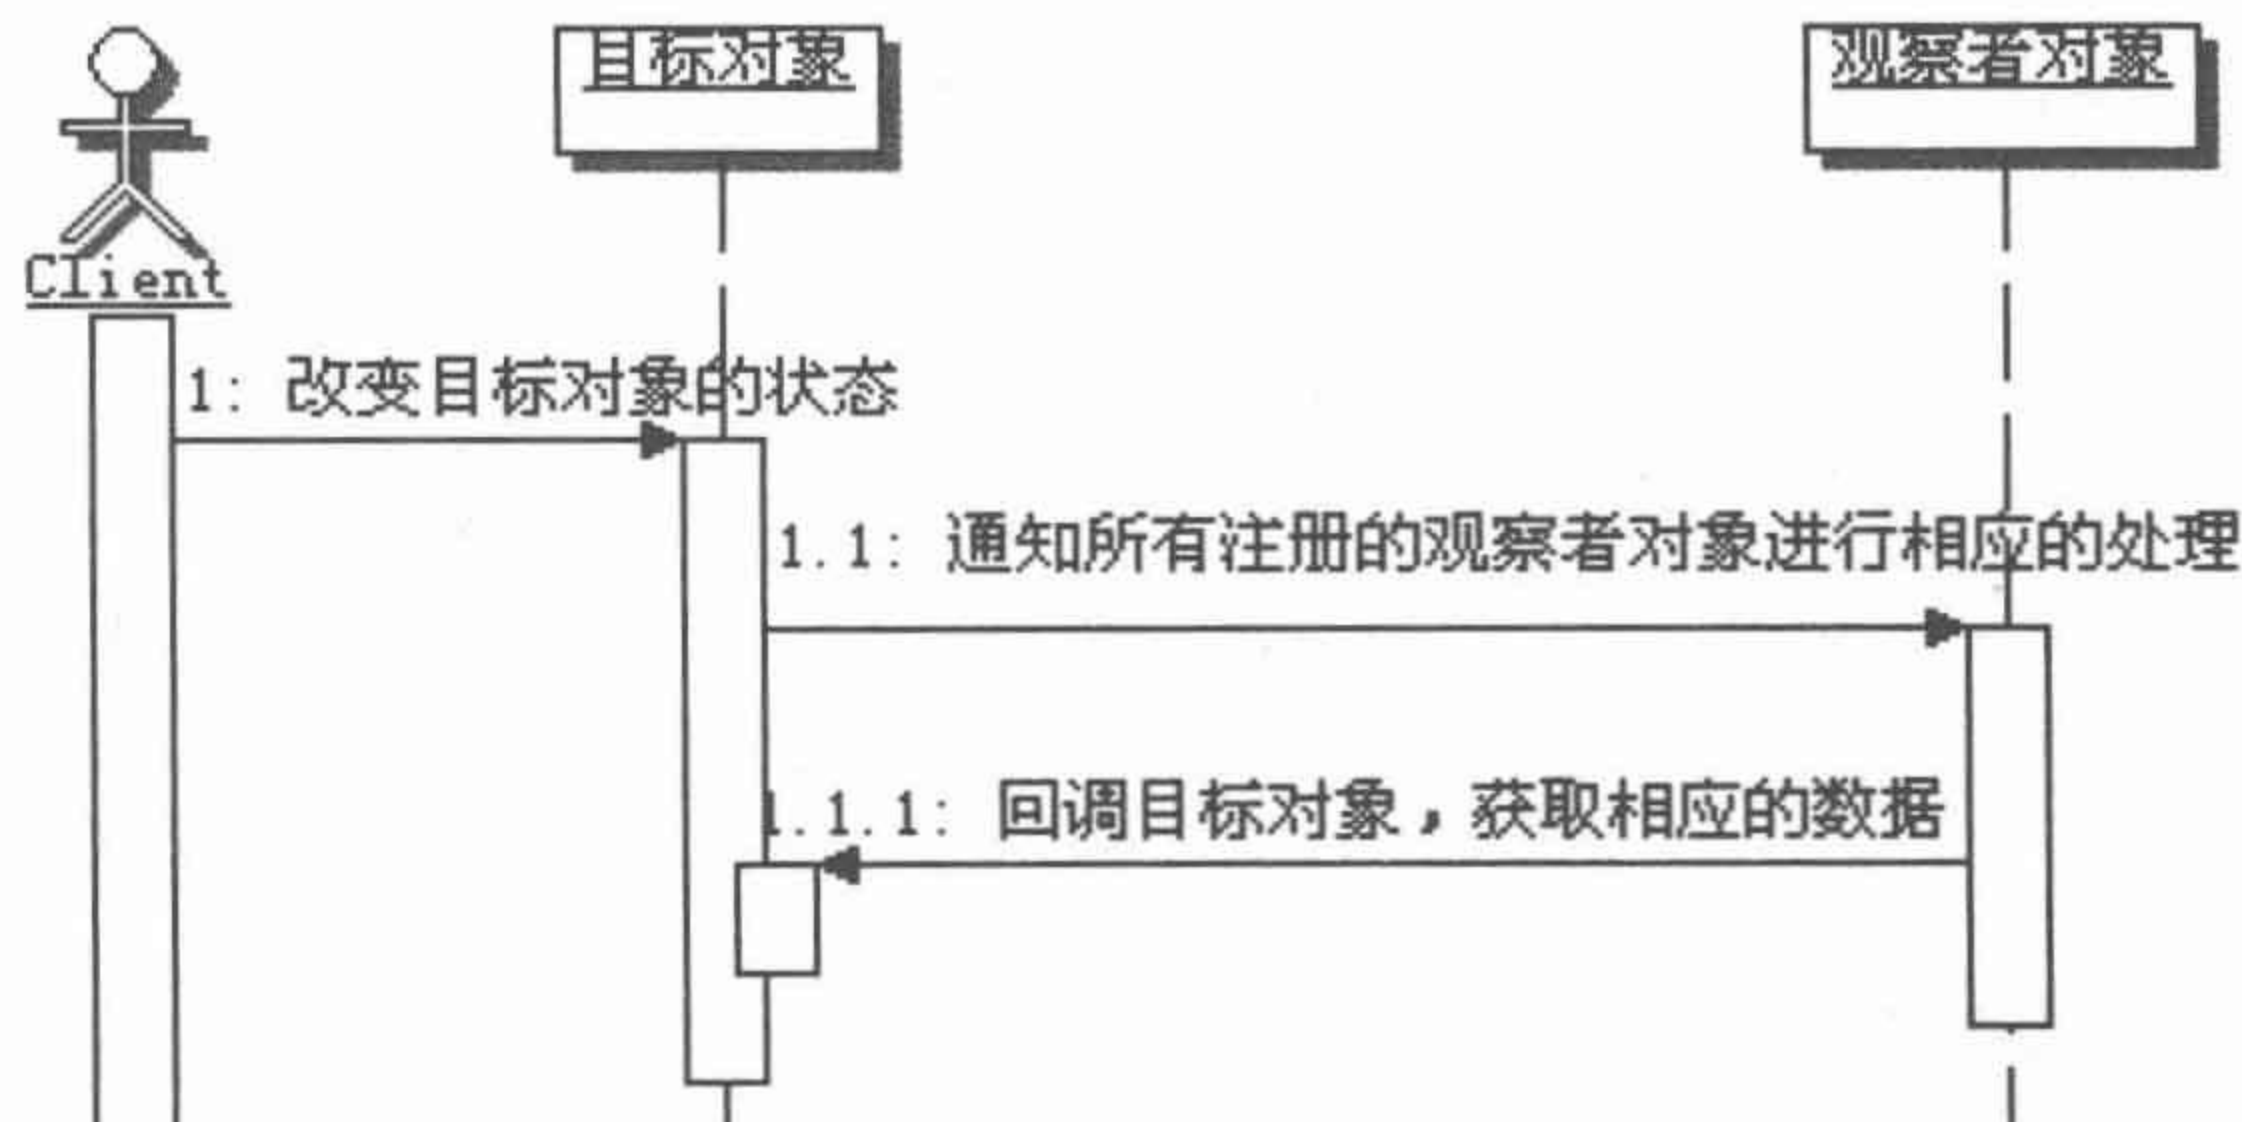 目标对象
观察者对象
Client
1: 改变目标对象的状态
1.1: 通知所有注册的观察者对象进行相应的处理
1.1.1: 回调目标对象，获取相应的数据